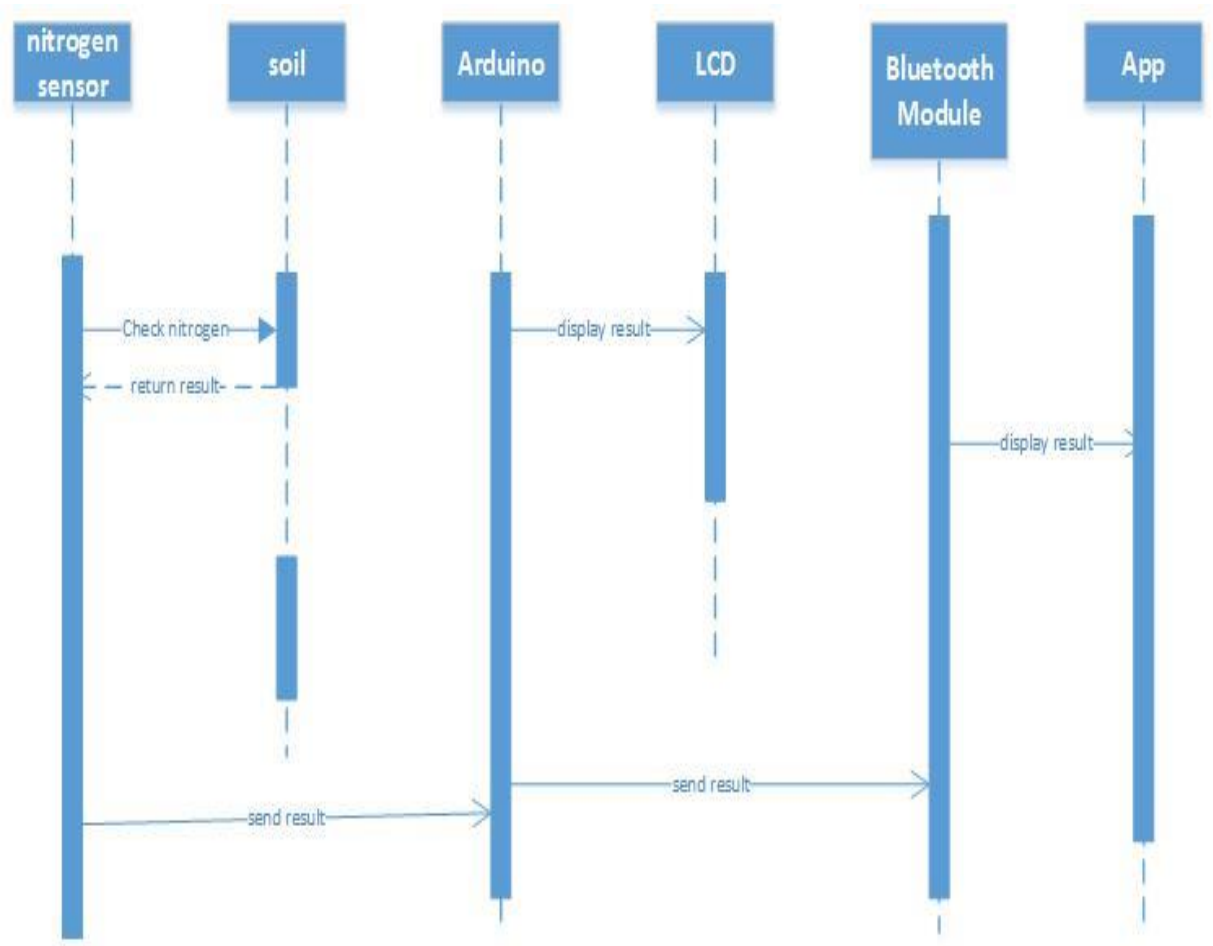 nitrogen
sensor
soil
Arduino
LCD
Bluetooth
Module
App
Check nitrogen
display result
return result
display result
send result
send result